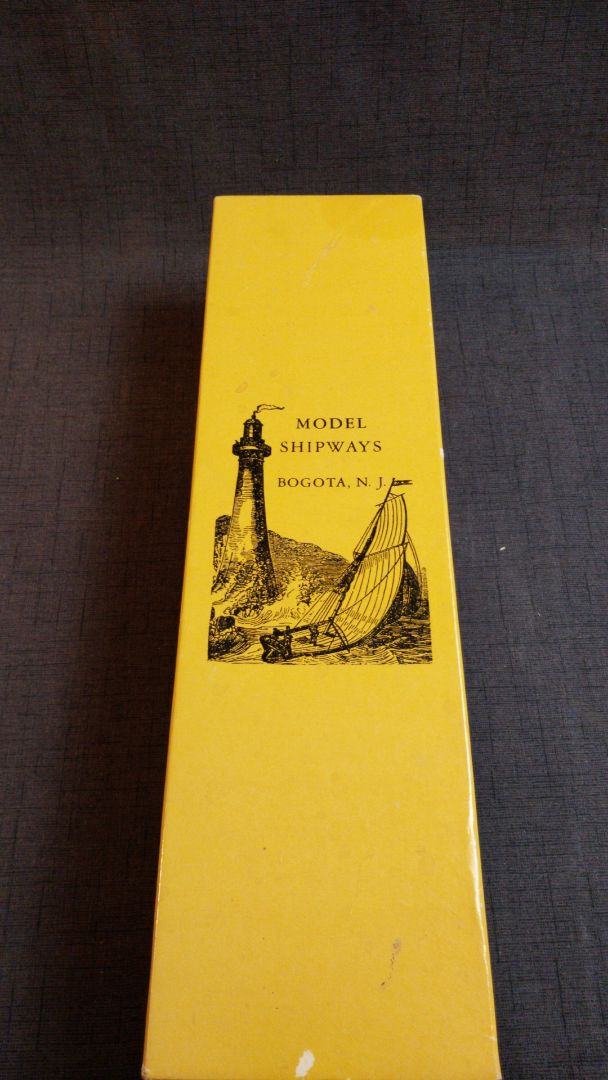 MODEL
SHIPWAYS
BOGOTA, N. J.